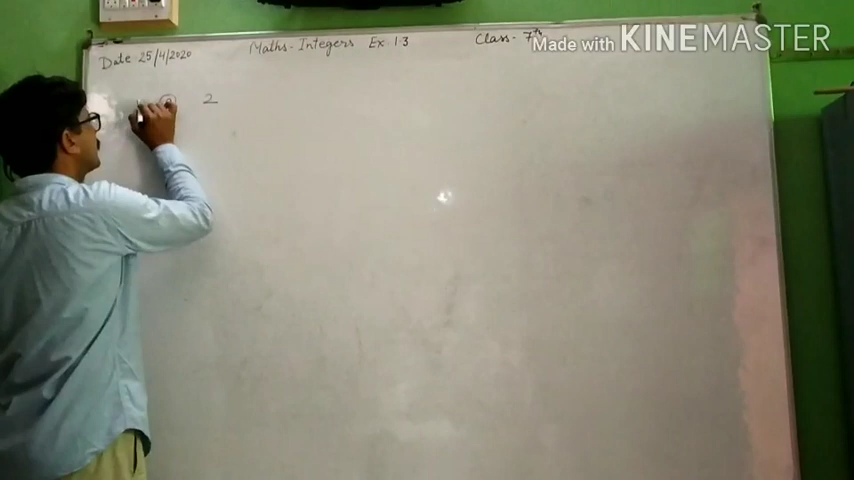 Date 25/4/2020 Maths - Integers Ex 1.3 Class - 7th
Made with KINEMASTER
2